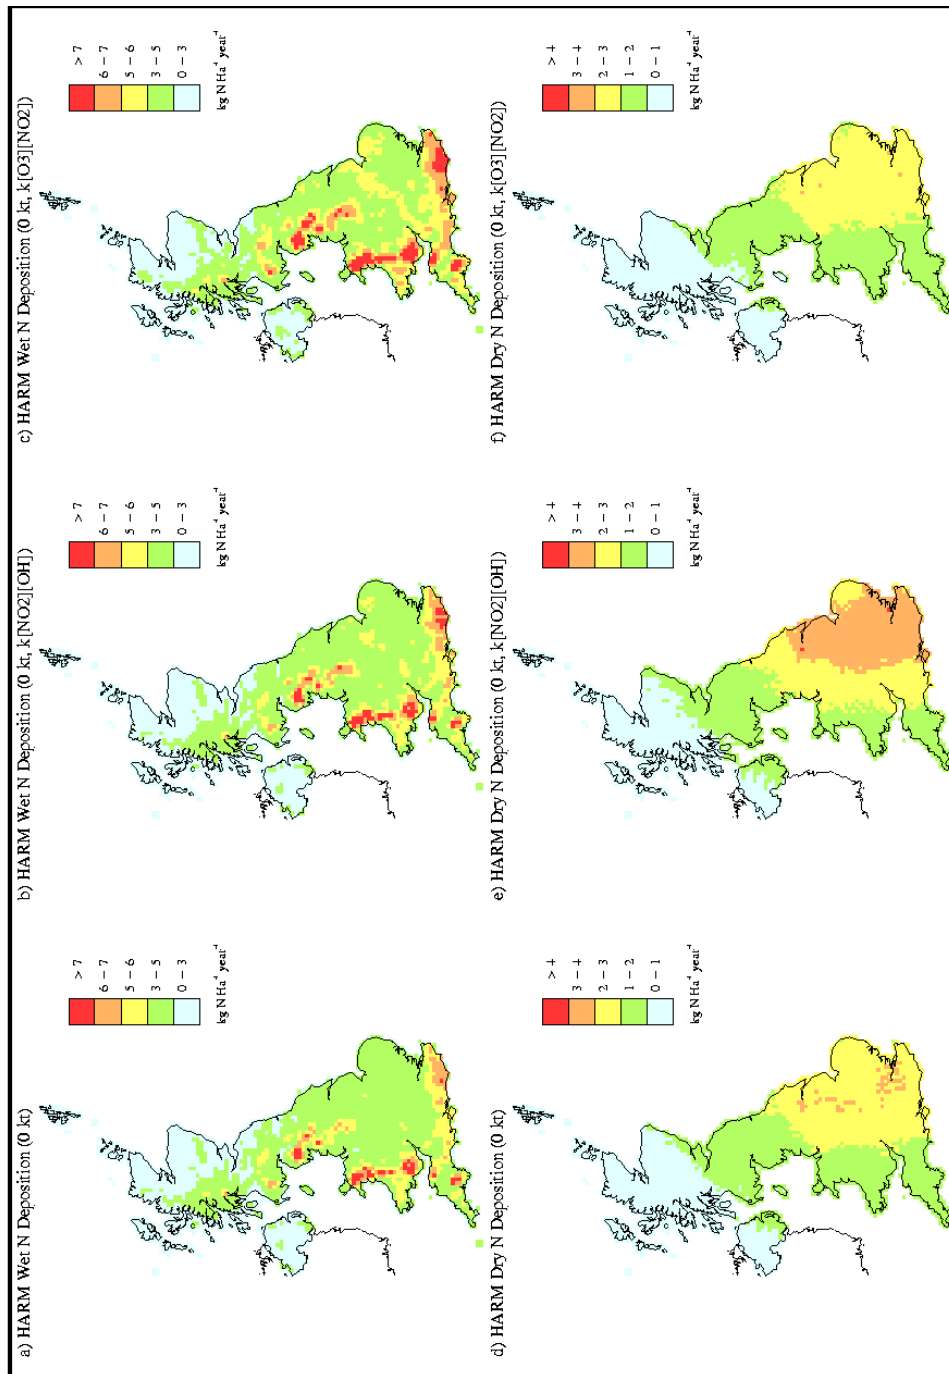 a) HARM Wet N Deposition (0 kt)
> 7
6 – 7
5 – 6
3 – 5
0 – 3
kg N Ha⁻¹ year⁻¹
b) HARM Wet N Deposition (0 kt, k[NO2][OH])
> 7
6 – 7
5 – 6
3 – 5
0 – 3
kg N Ha⁻¹ year⁻¹
c) HARM Wet N Deposition (0 kt, k[O3][NO2])
> 7
6 – 7
5 – 6
3 – 5
0 – 3
kg N Ha⁻¹ year⁻¹
d) HARM Dry N Deposition (0 kt)
> 4
3 – 4
2 – 3
1 – 2
0 – 1
kg N Ha⁻¹ year⁻¹
e) HARM Dry N Deposition (0 kt, k[NO2][OH])
> 4
3 – 4
2 – 3
1 – 2
0 – 1
kg N Ha⁻¹ year⁻¹
f) HARM Dry N Deposition (0 kt, k[O3][NO2])
> 4
3 – 4
2 – 3
1 – 2
0 – 1
kg N Ha⁻¹ year⁻¹